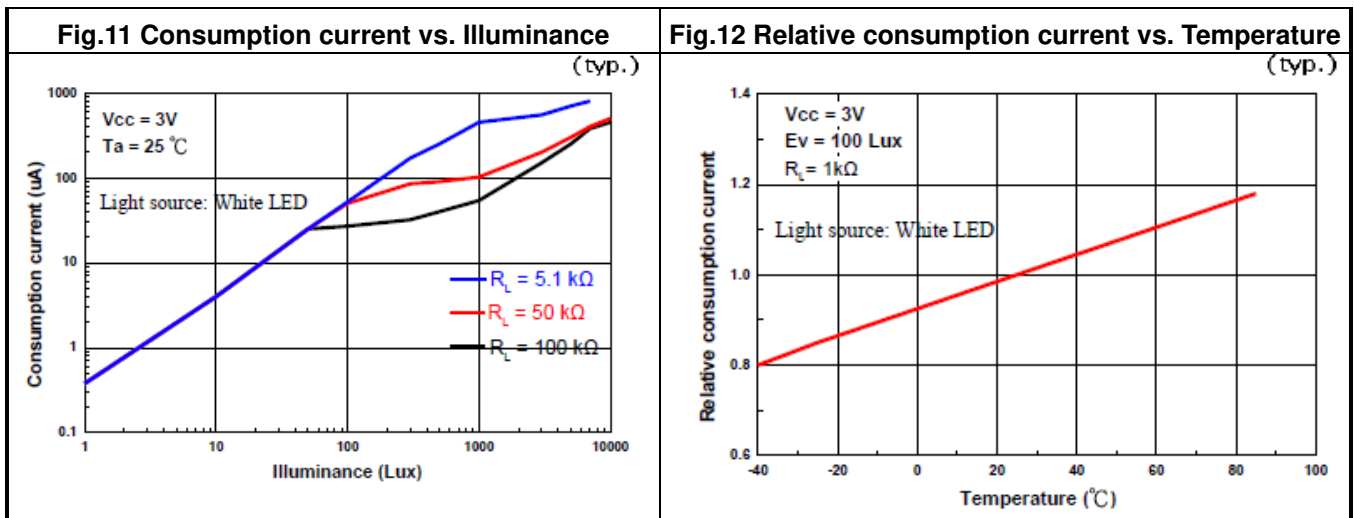 Fig.11 Consumption current vs. Illuminance
(typ.)
1000
100
10
1
0.1
Consumption current (uA)
Vcc = 3V
Ta = 25 ℃
Light source: White LED
R_L = 5.1 kΩ
R_L = 50 kΩ
R_L = 100 kΩ
1 10 100 1000 10000
Illuminance (Lux)
Fig.12 Relative consumption current vs. Temperature
(typ.)
1.4
1.2
1.0
0.8
0.6
Relative consumption current
Vcc = 3V
Ev = 100 Lux
R_L = 1kΩ
Light source: White LED
-40 -20 0 20 40 60 80 100
Temperature (℃)